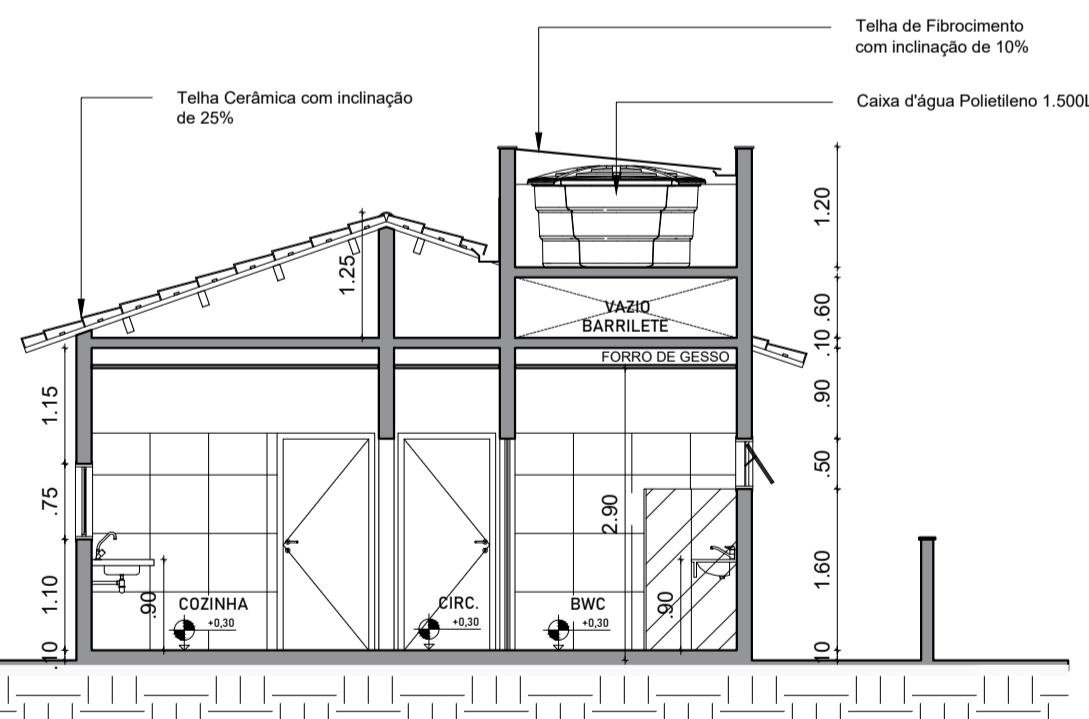 Telha de Fibrocimento
com inclinação de 10%
Telha Cerâmica com inclinação
de 25%
Caixa d'água Polietileno 1.500L
1.20
1.25
VAZIO
BARRILETE
.60
.10
FORRO DE GESSO
1.15
.90
.75
.50
2.90
1.10
.90
COZINHA
+0,30
CIRC.
+0,30
BWC
+0,30
.90
1.60
.10
.10